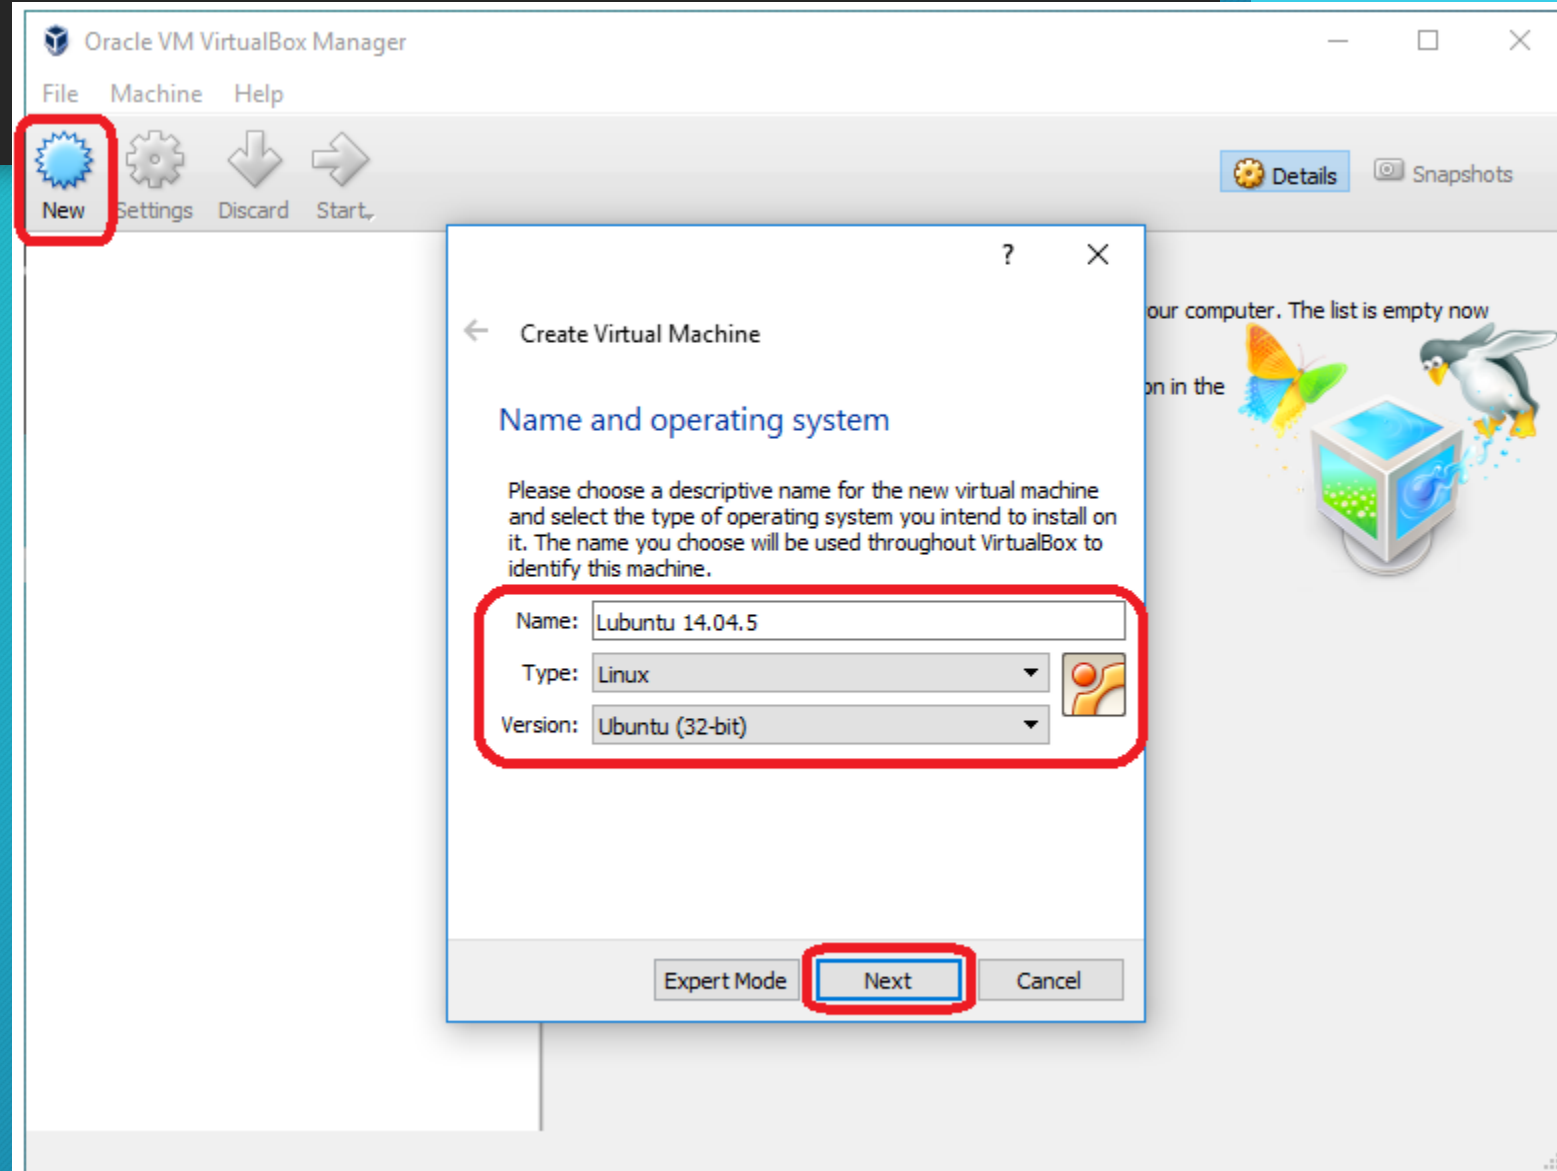 Oracle VM VirtualBox Manager
File Machine Help
New Settings Discard Start
Details Snapshots
?
our computer. The list is empty now
Create Virtual Machine
on in the
Name and operating system
Please choose a descriptive name for the new virtual machine
and select the type of operating system you intend to install on
it. The name you choose will be used throughout VirtualBox to
identify this machine.
Name: Lubuntu 14.04.5
Type: Linux
Version: Ubuntu (32-bit)
Expert Mode Next Cancel